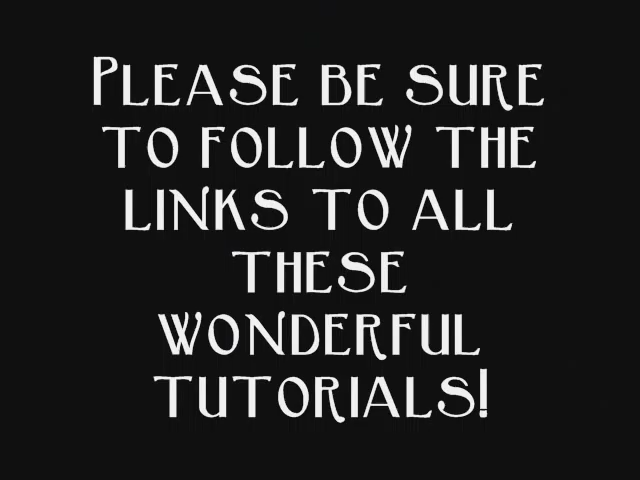 Please be sure
to follow the
links to all
these
wonderful
tutorials!